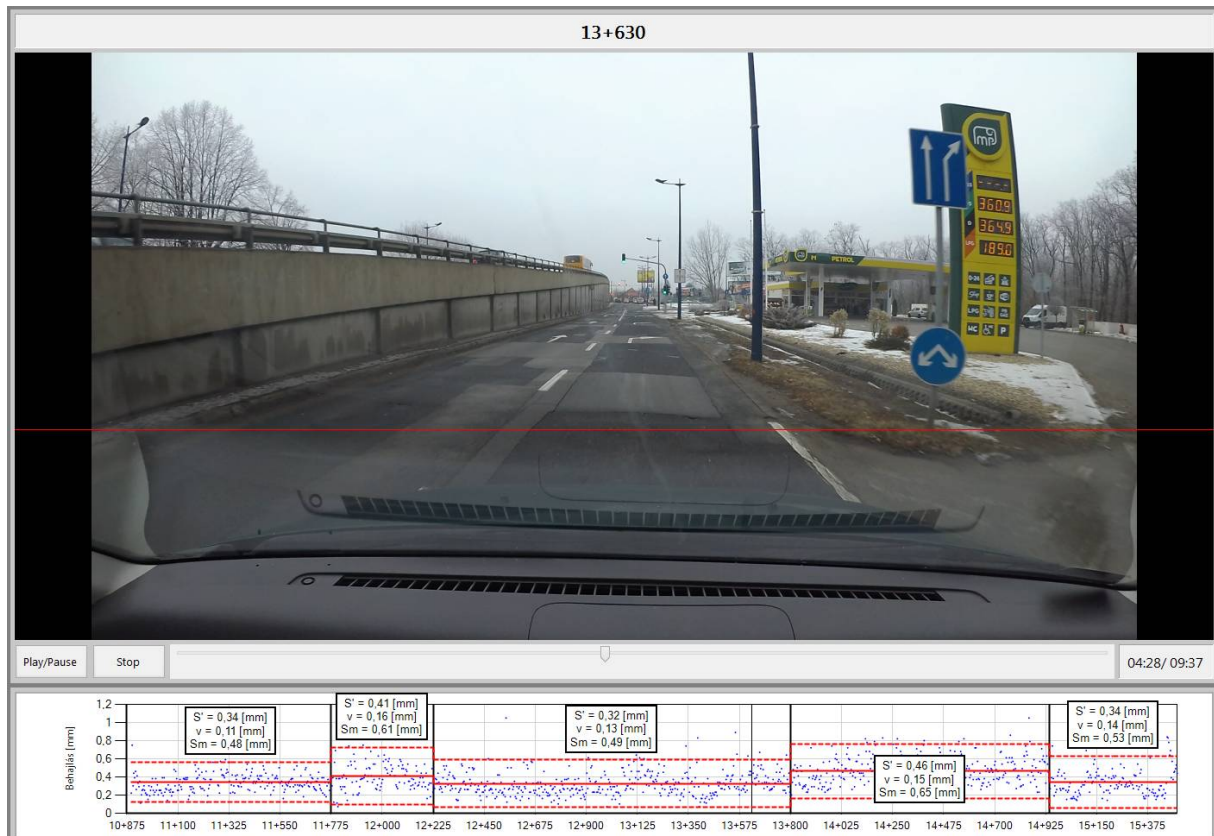 13+630
mp
360.9
364.9
189.0
M PETROL
0-24
LPG
WC P
Play/Pause
Stop
04:28/ 09:37
Behajlás [mm]
1,2
1
0,8
0,6
0,4
0,2
0
S' = 0,34 [mm]
v = 0,11 [mm]
Sm = 0,48 [mm]
S' = 0,41 [mm]
v = 0,16 [mm]
Sm = 0,61 [mm]
S' = 0,32 [mm]
v = 0,13 [mm]
Sm = 0,49 [mm]
S' = 0,46 [mm]
v = 0,15 [mm]
Sm = 0,65 [mm]
S' = 0,34 [mm]
v = 0,14 [mm]
Sm = 0,53 [mm]
10+875 11+100 11+325 11+550 11+775 12+000 12+225 12+450 12+675 12+900 13+125 13+350 13+575 13+800 14+025 14+250 14+475 14+700 14+925 15+150 15+375